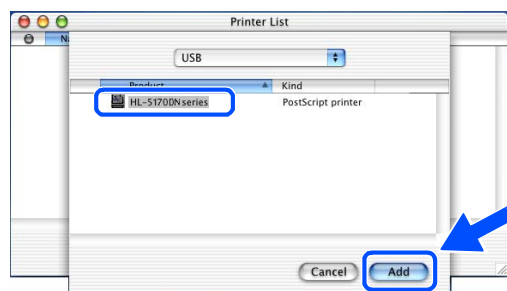 Printer List
N
USB
Product Kind
HL-5170DN series PostScript printer
Cancel Add